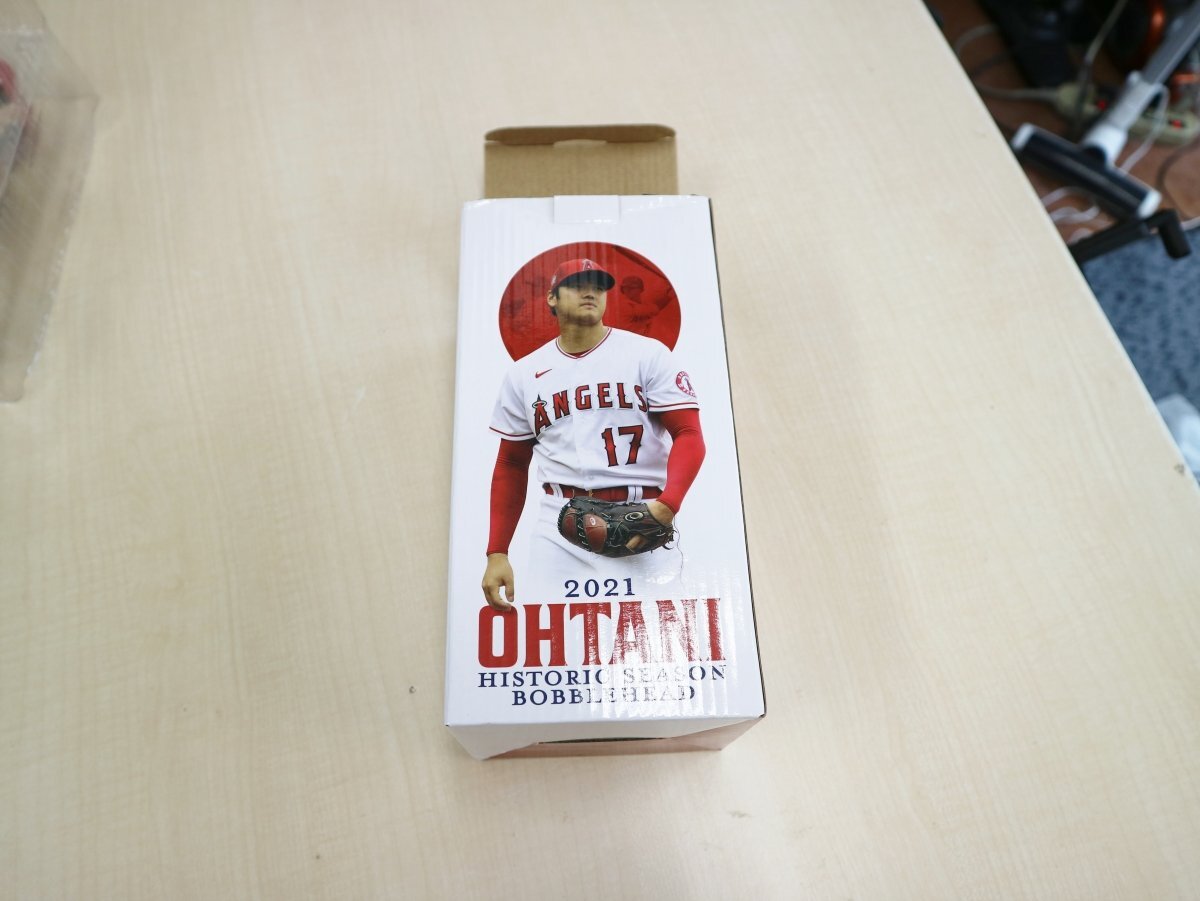 ANGELS
17
2021
OHTANI
HISTORIC SEASON
BOBBLEHEAD